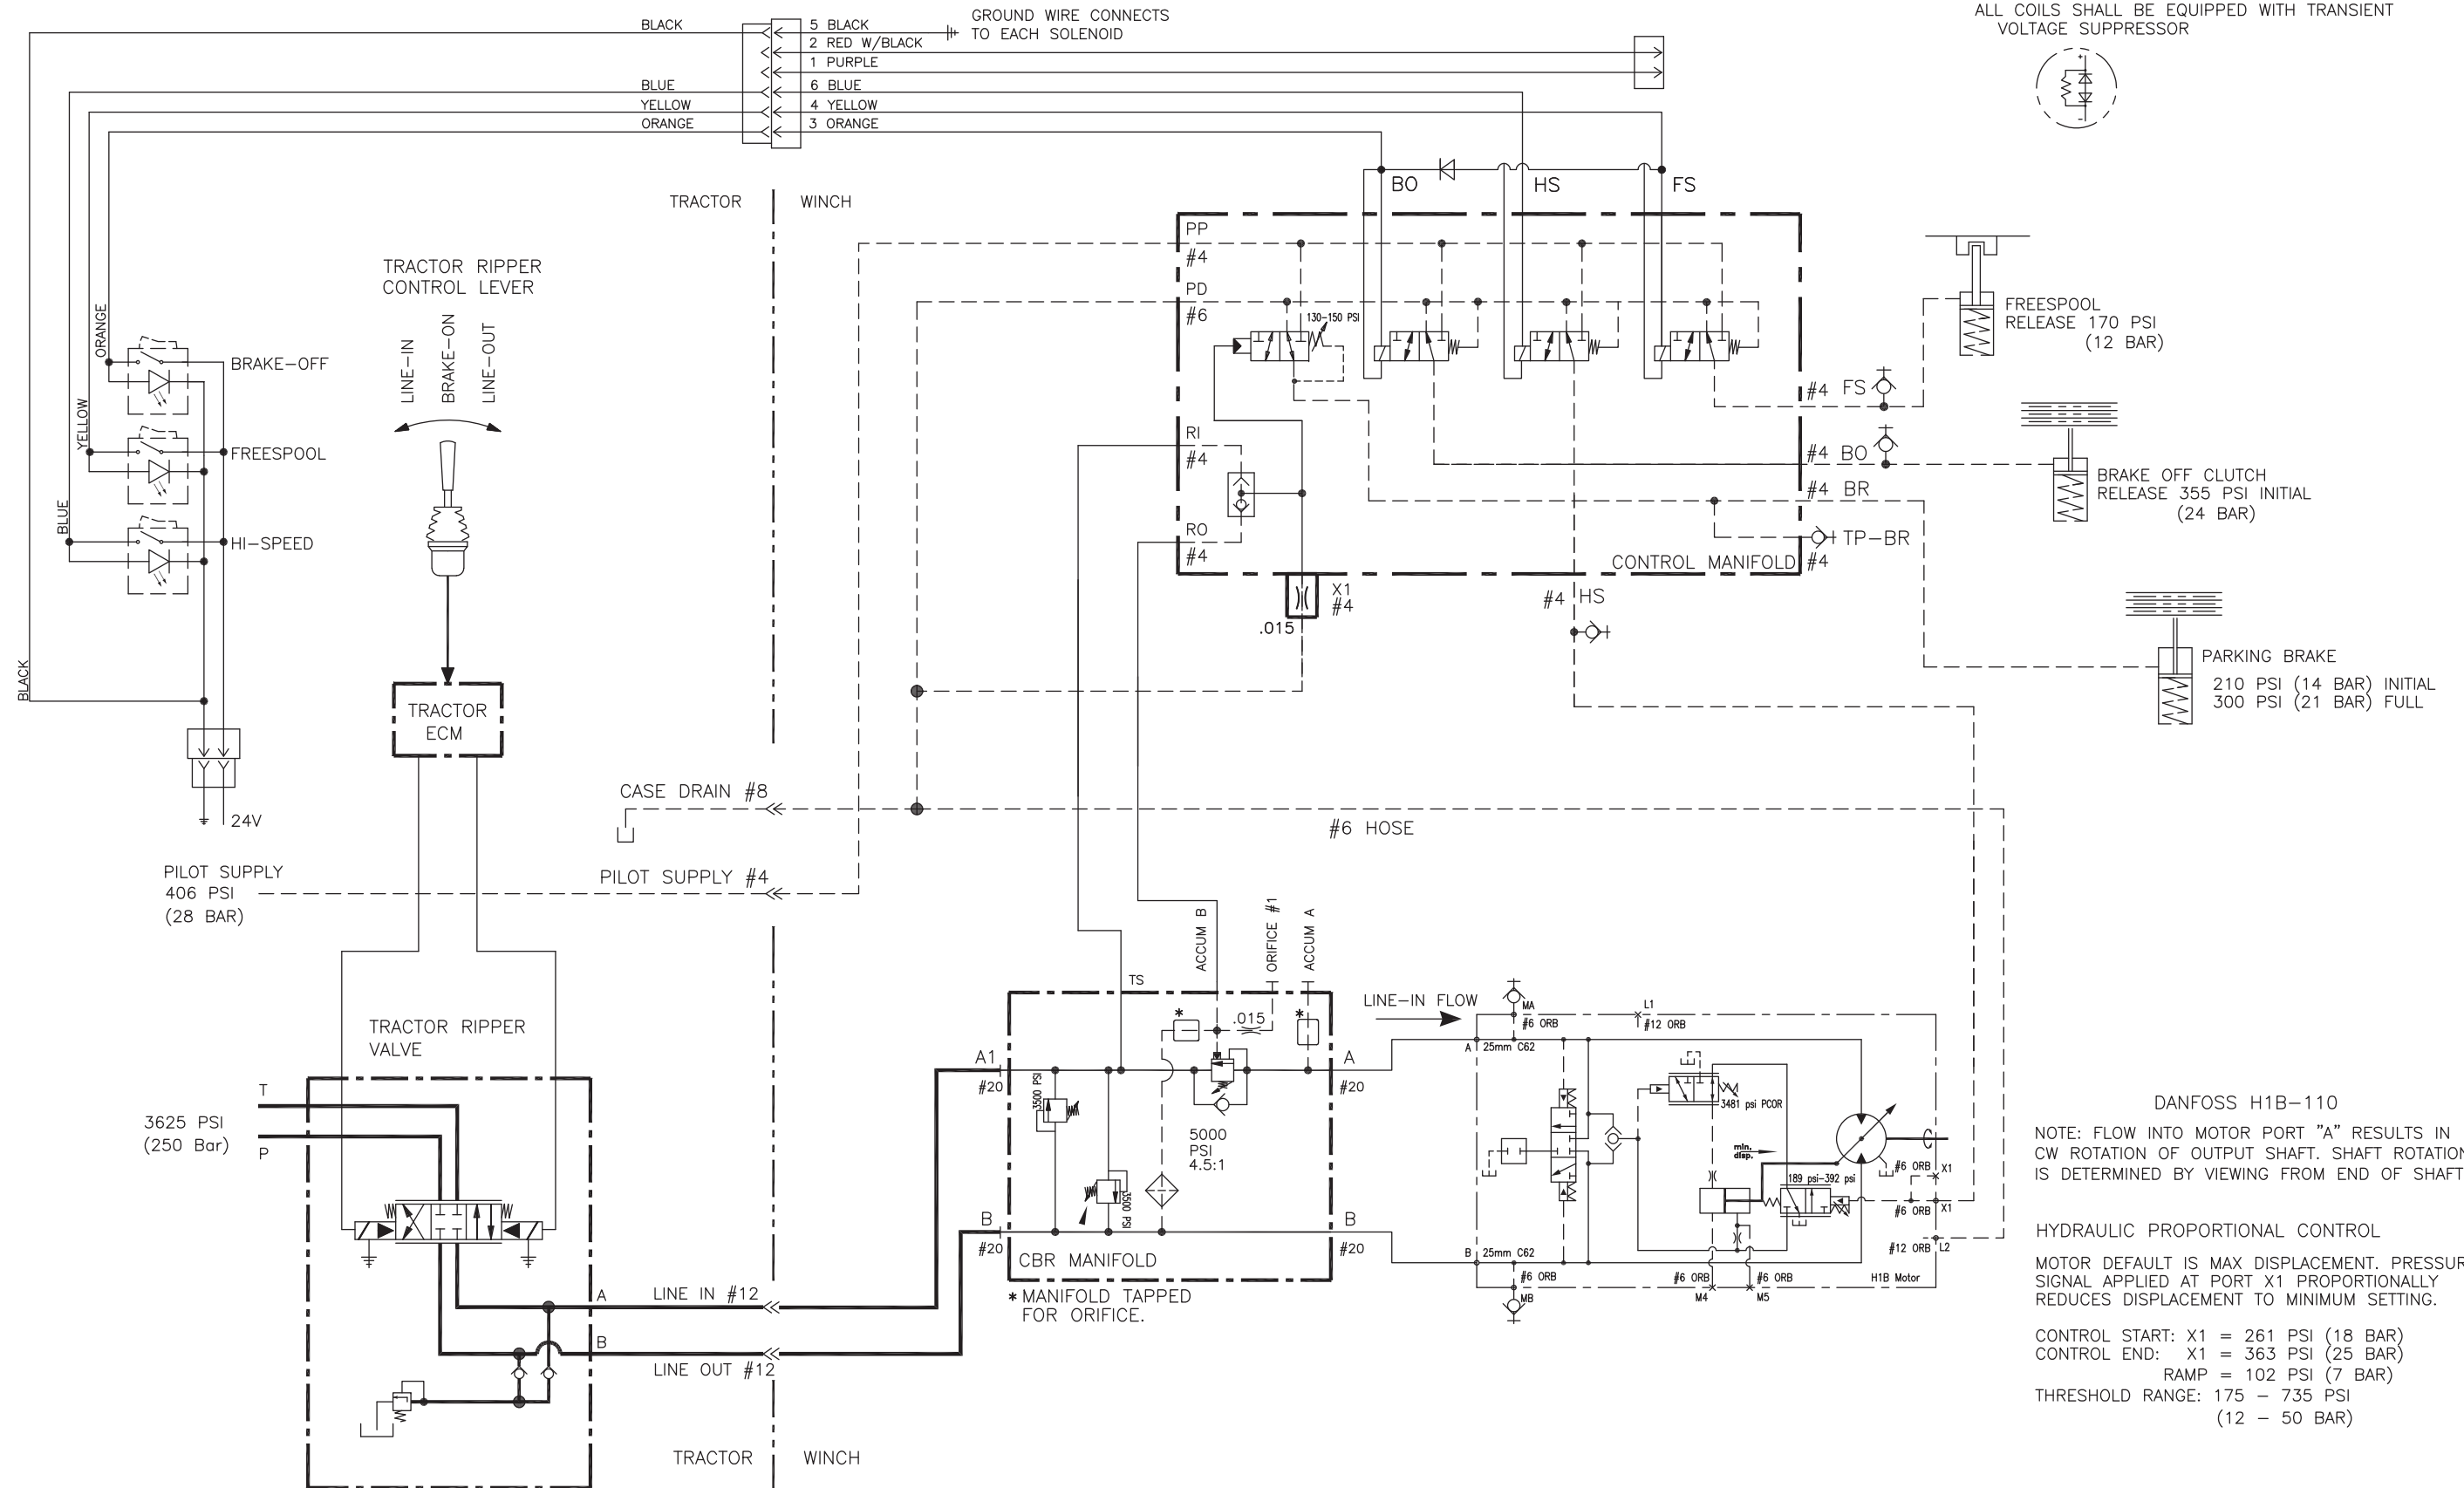 ALL COILS SHALL BE EQUIPPED WITH TRANSIENT
VOLTAGE SUPPRESSOR
+
-
BLACK
BLUE
YELLOW
ORANGE
5 BLACK
2 RED W/BLACK
1 PURPLE
6 BLUE
4 YELLOW
3 ORANGE
GROUND WIRE CONNECTS
TO EACH SOLENOID
TRACTOR
WINCH
ORANGE
YELLOW
BLUE
BLACK
BRAKE-OFF
FREESPOOL
HI-SPEED
24V
TRACTOR RIPPER
CONTROL LEVER
LINE-IN
BRAKE-ON
LINE-OUT
TRACTOR
ECM
BO
HS
FS
PP
#4
PD
#6
130-150 PSI
RI
#4
RO
#4
CONTROL MANIFOLD
X1
#4
.015
#4 HS
#4 FS
#4 BO
#4 BR
TP-BR
#4
FREESPOOL
RELEASE 170 PSI
(12 BAR)
BRAKE OFF CLUTCH
RELEASE 355 PSI INITIAL
(24 BAR)
PARKING BRAKE
210 PSI (14 BAR) INITIAL
300 PSI (21 BAR) FULL
CASE DRAIN #8
#6 HOSE
PILOT SUPPLY
406 PSI
(28 BAR)
PILOT SUPPLY #4
TRACTOR RIPPER
VALVE
T
3625 PSI
(250 Bar)
P
A
B
LINE IN #12
LINE OUT #12
TRACTOR
WINCH
ACCUM B
ORIFICE #1
ACCUM A
TS
*
.015
*
A1
#20
A
#20
3500 PSI
5000
PSI
4.5:1
3500 PSI
B
#20
B
#20
CBR MANIFOLD
* MANIFOLD TAPPED
FOR ORIFICE.
LINE-IN FLOW
MA
#6 ORB
L1
#12 ORB
A
25mm C62
3481 psi PCOR
min.
disp.
189 psi-392 psi
#6 ORB X1
#6 ORB X1
#12 ORB L2
B
25mm C62
#6 ORB
MB
#6 ORB
M4
#6 ORB
M5
H1B Motor
DANFOSS H1B-110
NOTE: FLOW INTO MOTOR PORT "A" RESULTS IN
CW ROTATION OF OUTPUT SHAFT. SHAFT ROTATION
IS DETERMINED BY VIEWING FROM END OF SHAFT
HYDRAULIC PROPORTIONAL CONTROL
MOTOR DEFAULT IS MAX DISPLACEMENT. PRESSUR
SIGNAL APPLIED AT PORT X1 PROPORTIONALLY
REDUCES DISPLACEMENT TO MINIMUM SETTING.
CONTROL START: X1 = 261 PSI (18 BAR)
CONTROL END: X1 = 363 PSI (25 BAR)
RAMP = 102 PSI (7 BAR)
THRESHOLD RANGE: 175 - 735 PSI
(12 - 50 BAR)